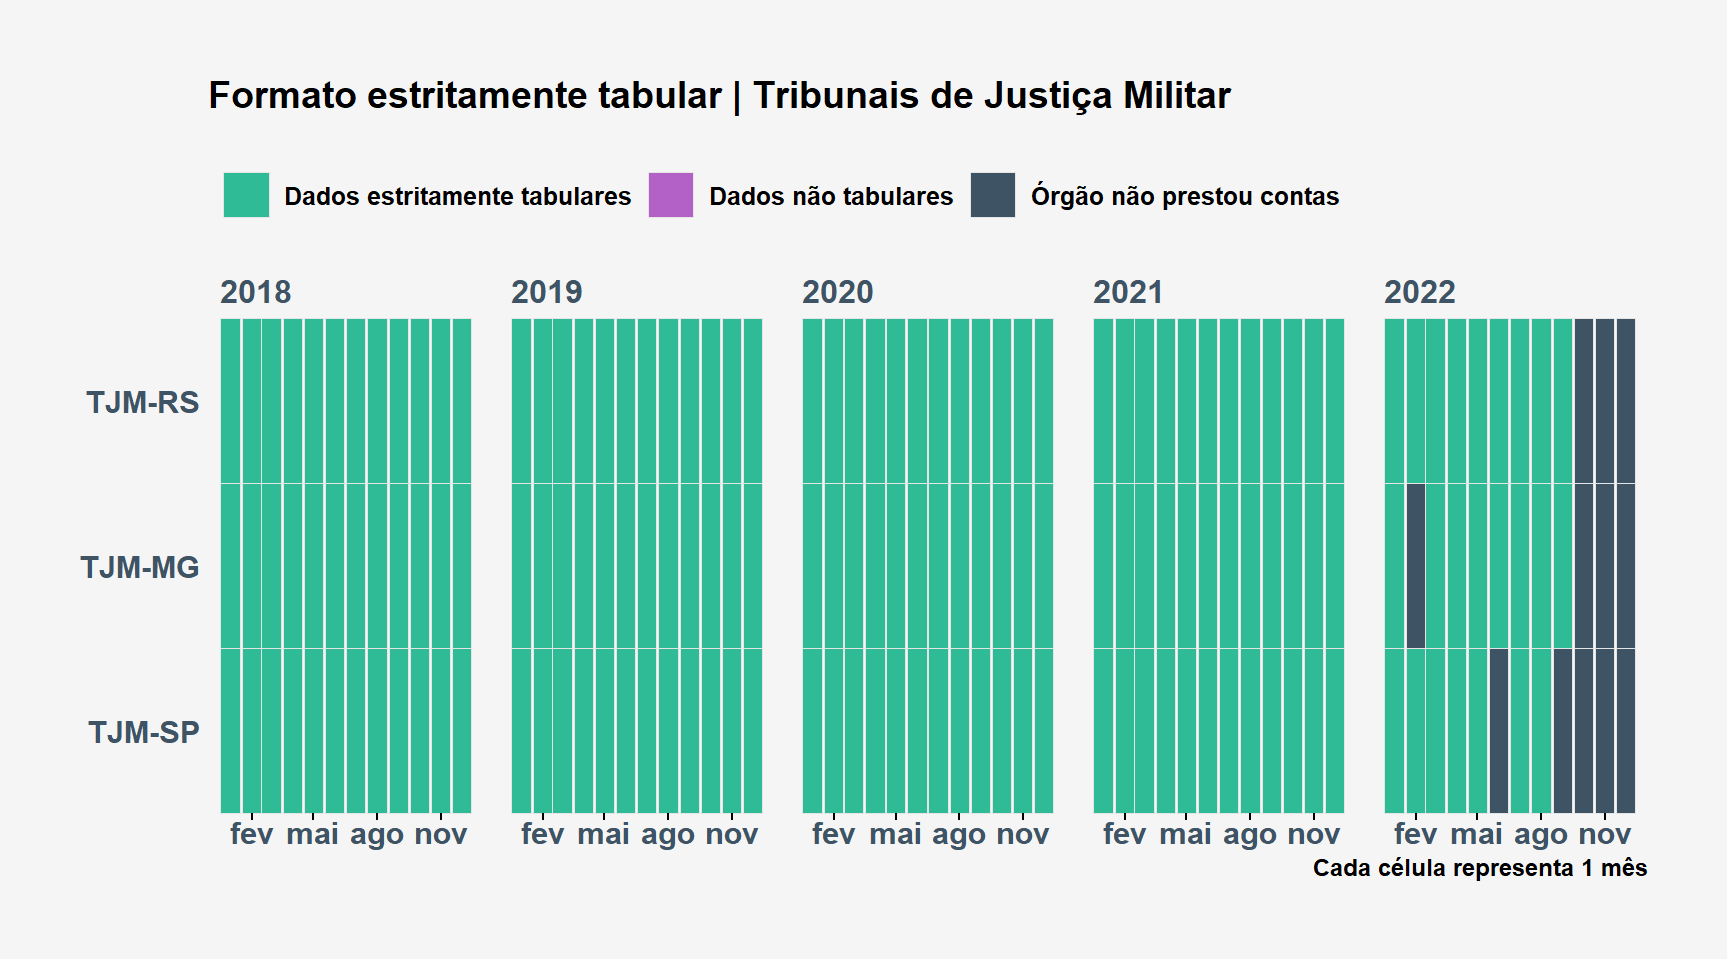 Formato estritamente tabular | Tribunais de Justiça Militar
Dados estritamente tabulares Dados não tabulares Órgão não prestou contas
2018 2019 2020 2021 2022
TJM-RS
TJM-MG
TJM-SP
fev mai ago nov fev mai ago nov fev mai ago nov fev mai ago nov fev mai ago nov
Cada célula representa 1 mês